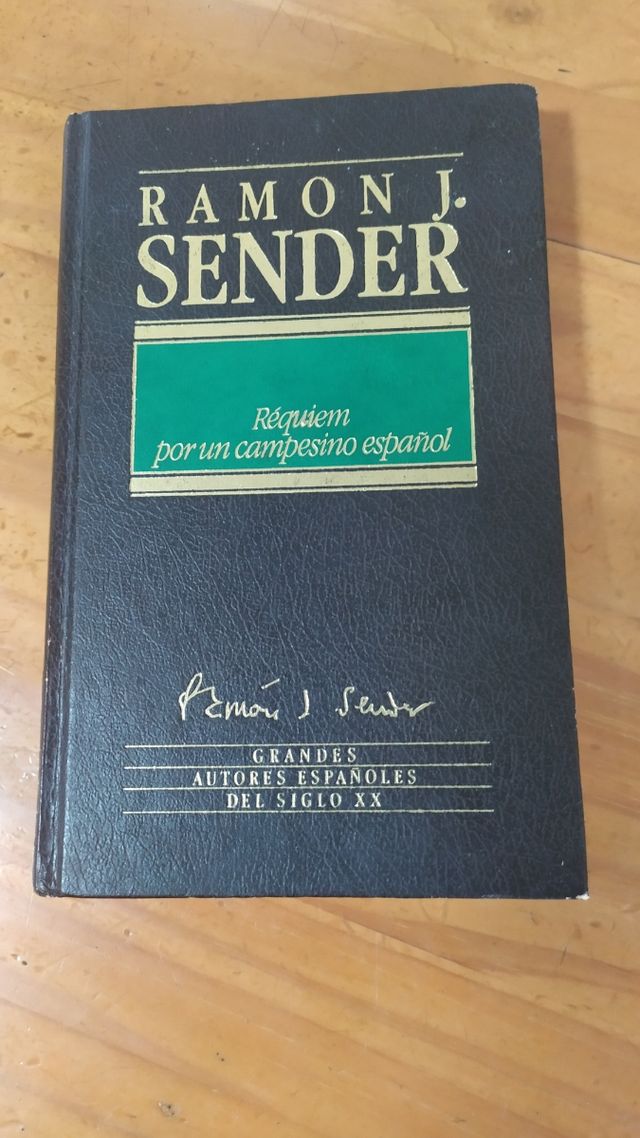 RAMON J.
SENDER
Réquiem
por un campesino español
Ramón J Sender
GRANDES
AUTORES ESPAÑOLES
DEL SIGLO XX